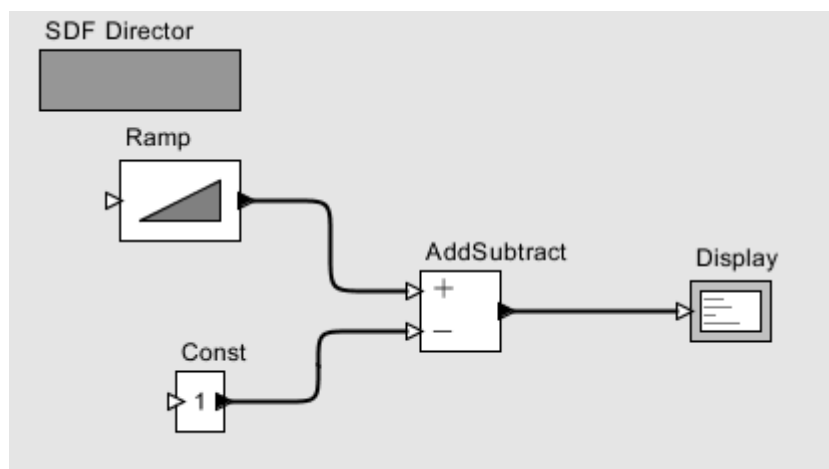 SDF Director
Ramp
AddSubtract
+
−
Display
Const
1